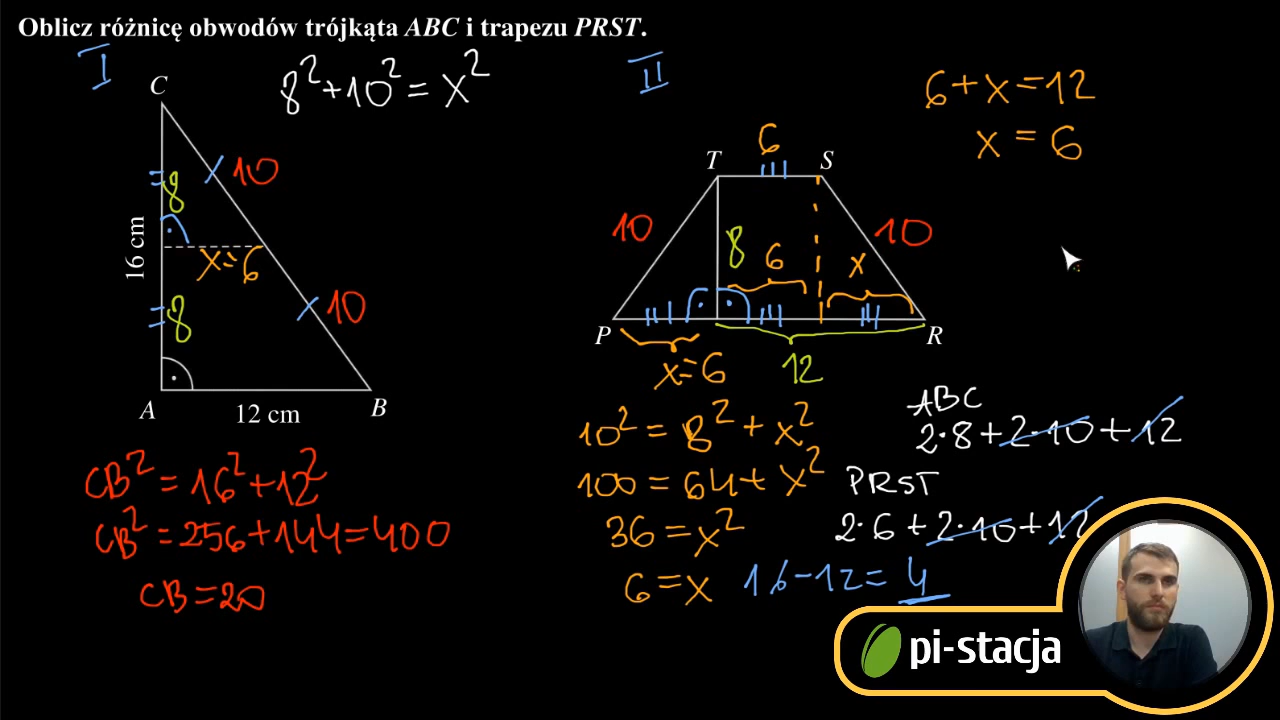 Oblicz różnicę obwodów trójkąta ABC i trapezu PRST.
I
8²+10²=x²
C
8
10
16 cm
x=6
8
10
A
12 cm
B
CB²=16²+12²
CB²=256+144=400
CB=20
II
6+x=12
x=6
6
T
S
10
8
6
x
10
P
R
x=6
12
10²=8²+x²
100=64+x²
36=x²
6=x
ABC
2·8+2·10+12
PRST
2·6+2·10+12
16-12=4
pi-stacja